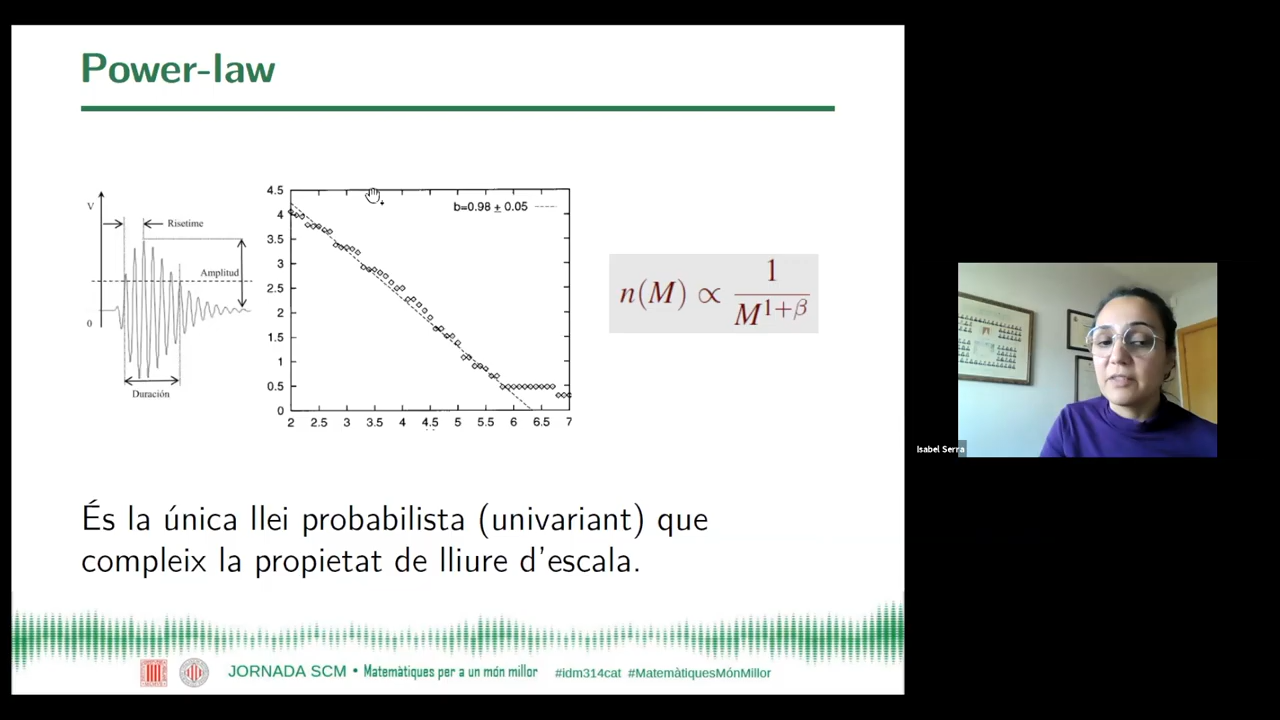 Power-law
V
Risetime
Amplitud
0
Duración
4.5
4
3.5
3
2.5
2
1.5
1
0.5
0
b=0.98 ± 0.05
2 2.5 3 3.5 4 4.5 5 5.5 6 6.5 7
n(M) ∝ 1 / M^{1+β}
És la única llei probabilista (univariant) que
compleix la propietat de lliure d'escala.
JORNADA SCM • Matemàtiques per a un món millor #idm314cat #MatemàtiquesMónMillor
Isabel Serra